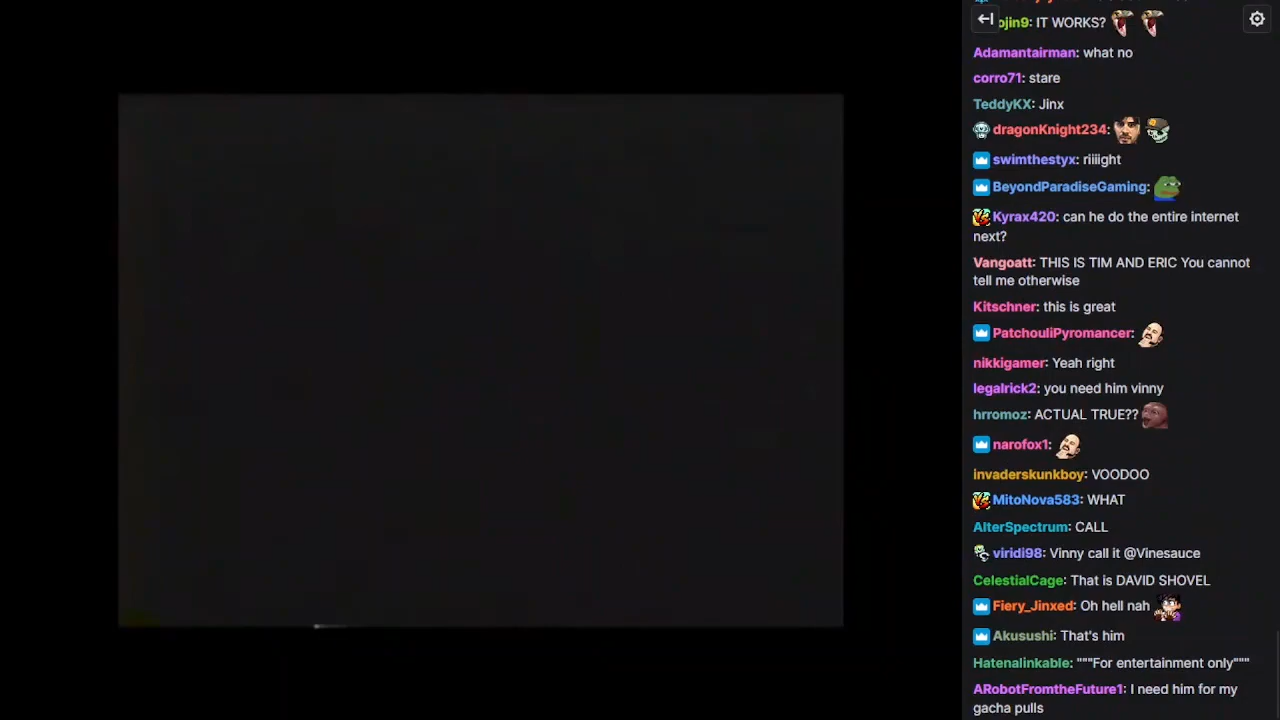 ojin9: IT WORKS?
Adamantairman: what no
corro71: stare
TeddyKX: Jinx
dragonKnight234:
swimthestyx: riiiight
BeyondParadiseGaming:
Kyrax420: can he do the entire internet
next?
Vangoatt: THIS IS TIM AND ERIC You cannot
tell me otherwise
Kitschner: this is great
PatchouliPyromancer:
nikkigamer: Yeah right
legalrick2: you need him vinny
hrromoz: ACTUAL TRUE??
narofox1:
invaderskunkboy: VOODOO
MitoNova583: WHAT
AlterSpectrum: CALL
viridi98: Vinny call it @Vinesauce
CelestialCage: That is DAVID SHOVEL
Fiery_Jinxed: Oh hell nah
Akusushi: That's him
Hatenalinkable: """For entertainment only"""
ARobotFromtheFuture1: I need him for my
gacha pulls